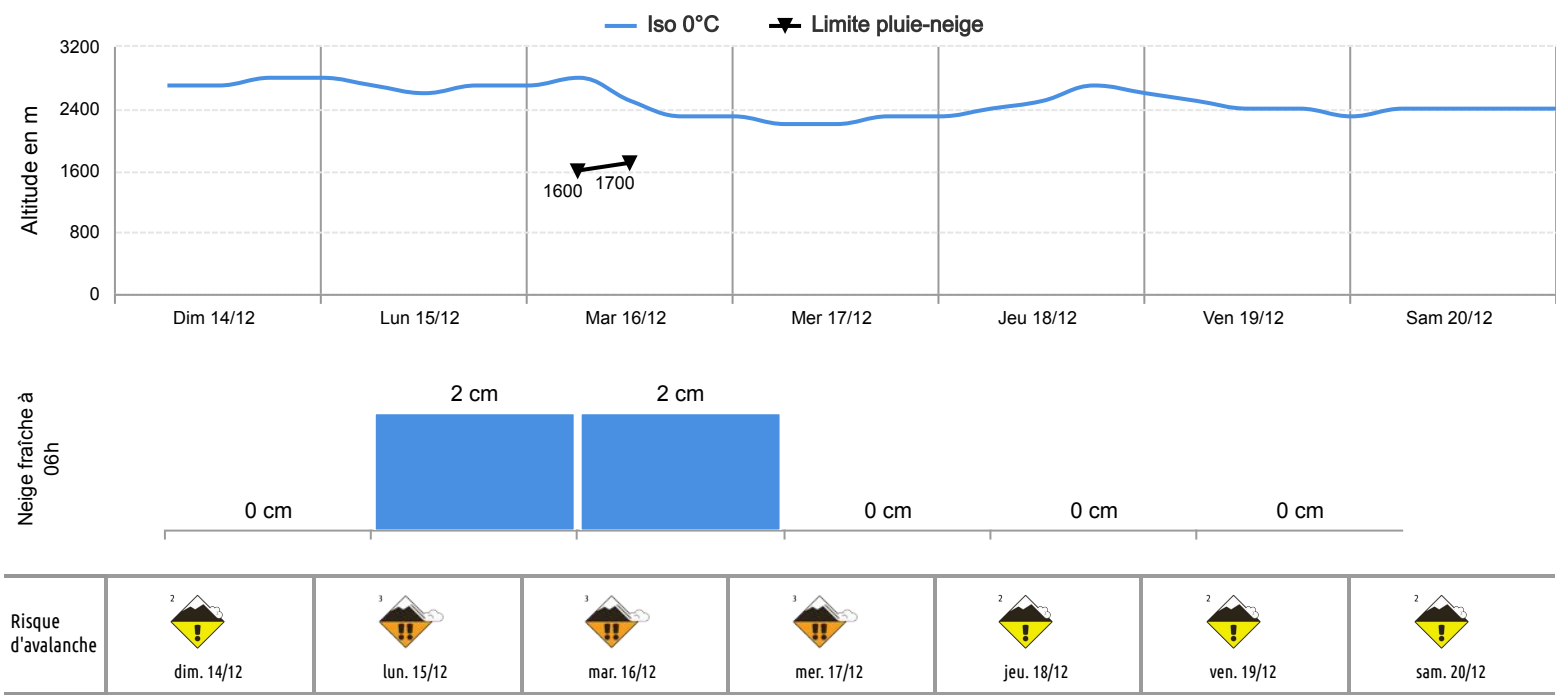 Iso 0°C
Limite pluie-neige
Altitude en m
3200
2400
1600
800
0
1600
1700
Dim 14/12
Lun 15/12
Mar 16/12
Mer 17/12
Jeu 18/12
Ven 19/12
Sam 20/12
Neige fraîche à
06h
0 cm
2 cm
2 cm
0 cm
0 cm
0 cm
Risque
d'avalanche
2
!
dim. 14/12
3
!!
lun. 15/12
3
!!
mar. 16/12
3
!!
mer. 17/12
2
!
jeu. 18/12
2
!
ven. 19/12
2
!
sam. 20/12